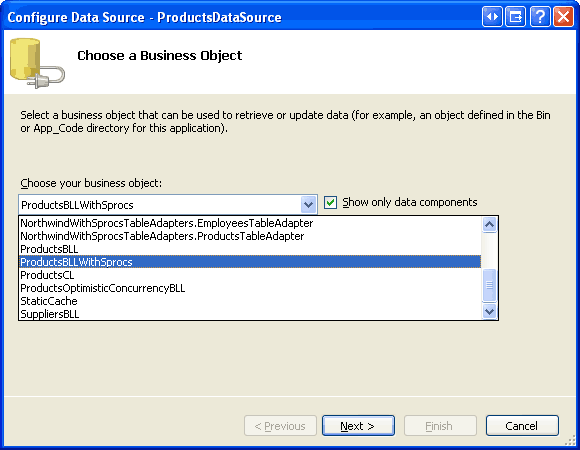 Configure Data Source - ProductsDataSource
Choose a Business Object
Select a business object that can be used to retrieve or update data (for example, an object defined in the Bin
or App_Code directory for this application).
Choose your business object:
ProductsBLLWithSprocs
Show only data components
NorthwindWithSprocsTableAdapters.EmployeesTableAdapter
NorthwindWithSprocsTableAdapters.ProductsTableAdapter
ProductsBLL
ProductsBLLWithSprocs
ProductsCL
ProductsOptimisticConcurrencyBLL
StaticCache
SuppliersBLL
< Previous
Next >
Finish
Cancel